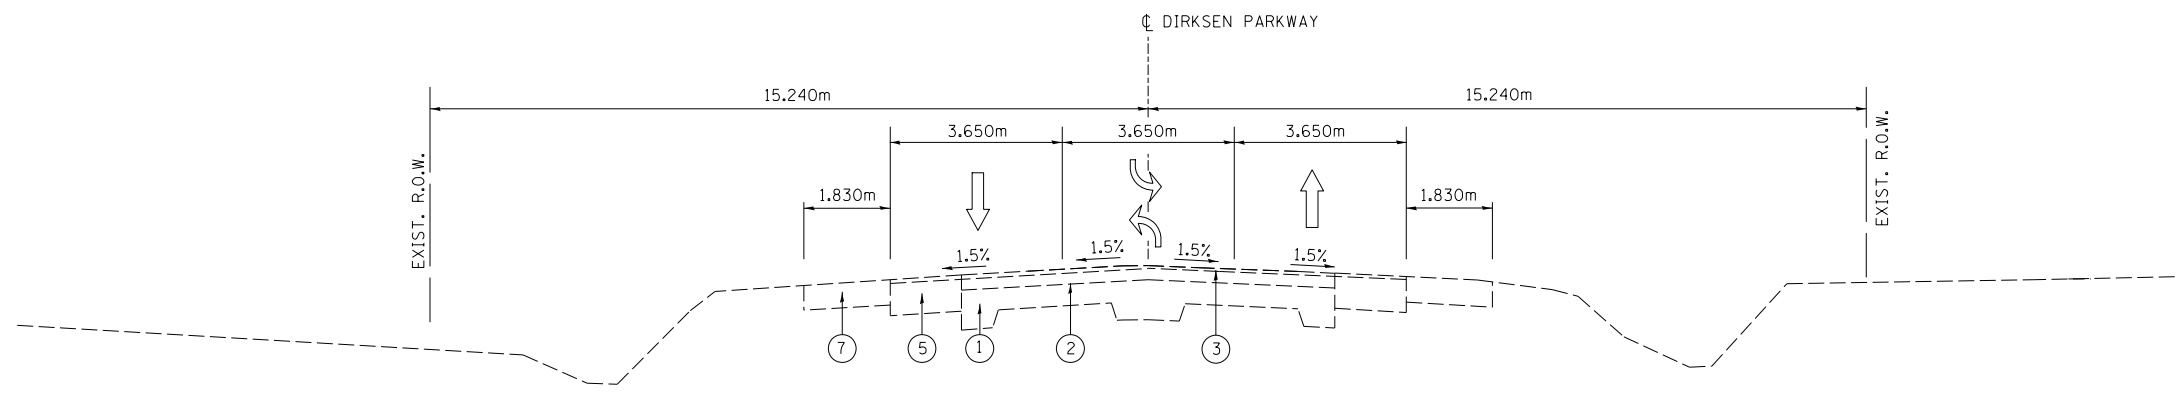 ℄ DIRKSEN PARKWAY
15.240m
15.240m
3.650m
3.650m
3.650m
EXIST. R.O.W.
EXIST. R.O.W.
1.830m
1.830m
1.5%
1.5%
1.5%
1.5%
7
5
1
2
3